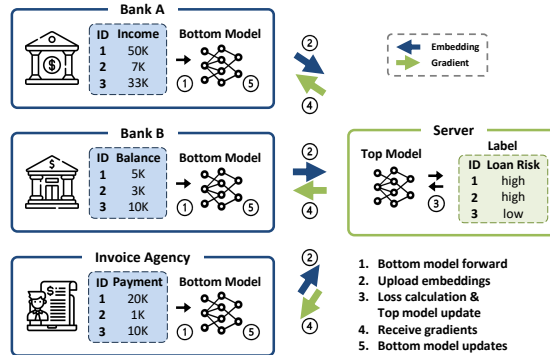 Bank A
ID Income
1 50K
2 7K
3 33K
Bottom Model
1
5
2
4
Embedding
Gradient
Bank B
ID Balance
1 5K
2 3K
3 10K
Bottom Model
1
5
2
4
Server
Top Model
3
Label
ID Loan Risk
1 high
2 high
3 low
Invoice Agency
ID Payment
1 20K
2 1K
3 10K
Bottom Model
1
5
2
4
1. Bottom model forward
2. Upload embeddings
3. Loss calculation &
Top model update
4. Receive gradients
5. Bottom model updates